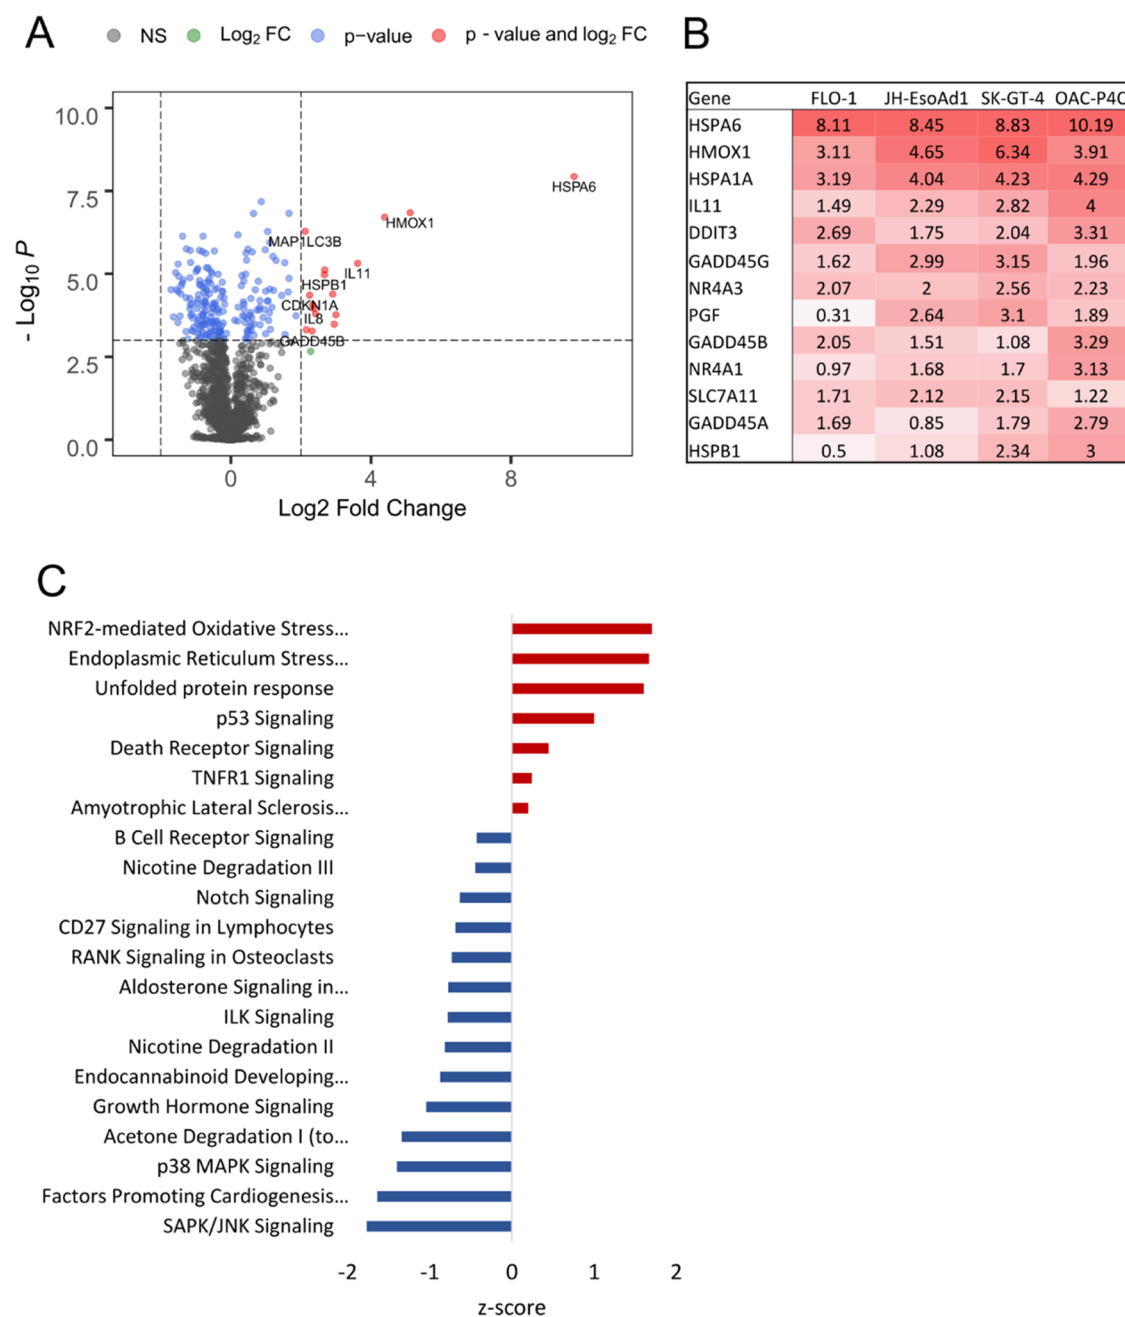 A
NS Log2 FC p−value p - value and log2 FC
10.0
7.5
5.0
2.5
0.0
- Log10 P
HSPA6
HMOX1
MAP1LC3B
IL11
HSPB1
CDKN1A
IL8
GADD45B
0 4 8
Log2 Fold Change
B
Gene FLO-1 JH-EsoAd1 SK-GT-4 OAC-P4C
HSPA6 8.11 8.45 8.83 10.19
HMOX1 3.11 4.65 6.34 3.91
HSPA1A 3.19 4.04 4.23 4.29
IL11 1.49 2.29 2.82 4
DDIT3 2.69 1.75 2.04 3.31
GADD45G 1.62 2.99 3.15 1.96
NR4A3 2.07 2 2.56 2.23
PGF 0.31 2.64 3.1 1.89
GADD45B 2.05 1.51 1.08 3.29
NR4A1 0.97 1.68 1.7 3.13
SLC7A11 1.71 2.12 2.15 1.22
GADD45A 1.69 0.85 1.79 2.79
HSPB1 0.5 1.08 2.34 3
C
NRF2-mediated Oxidative Stress...
Endoplasmic Reticulum Stress...
Unfolded protein response
p53 Signaling
Death Receptor Signaling
TNFR1 Signaling
Amyotrophic Lateral Sclerosis...
B Cell Receptor Signaling
Nicotine Degradation III
Notch Signaling
CD27 Signaling in Lymphocytes
RANK Signaling in Osteoclasts
Aldosterone Signaling in...
ILK Signaling
Nicotine Degradation II
Endocannabinoid Developing...
Growth Hormone Signaling
Acetone Degradation I (to...
p38 MAPK Signaling
Factors Promoting Cardiogenesis...
SAPK/JNK Signaling
-2 -1 0 1 2
z-score